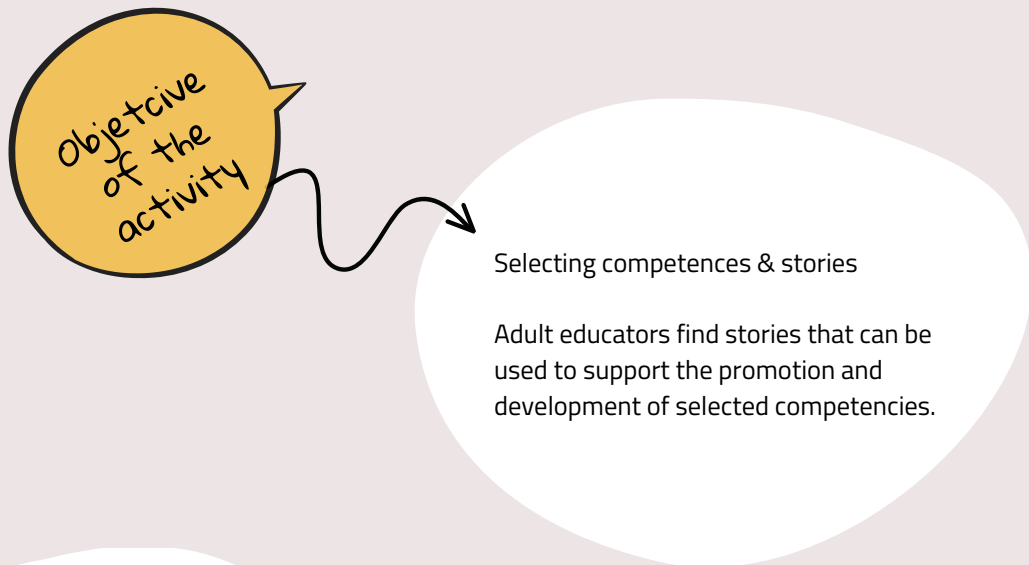 Objetcive
of the
activity
Selecting competences & stories
Adult educators find stories that can be
used to support the promotion and
development of selected competencies.